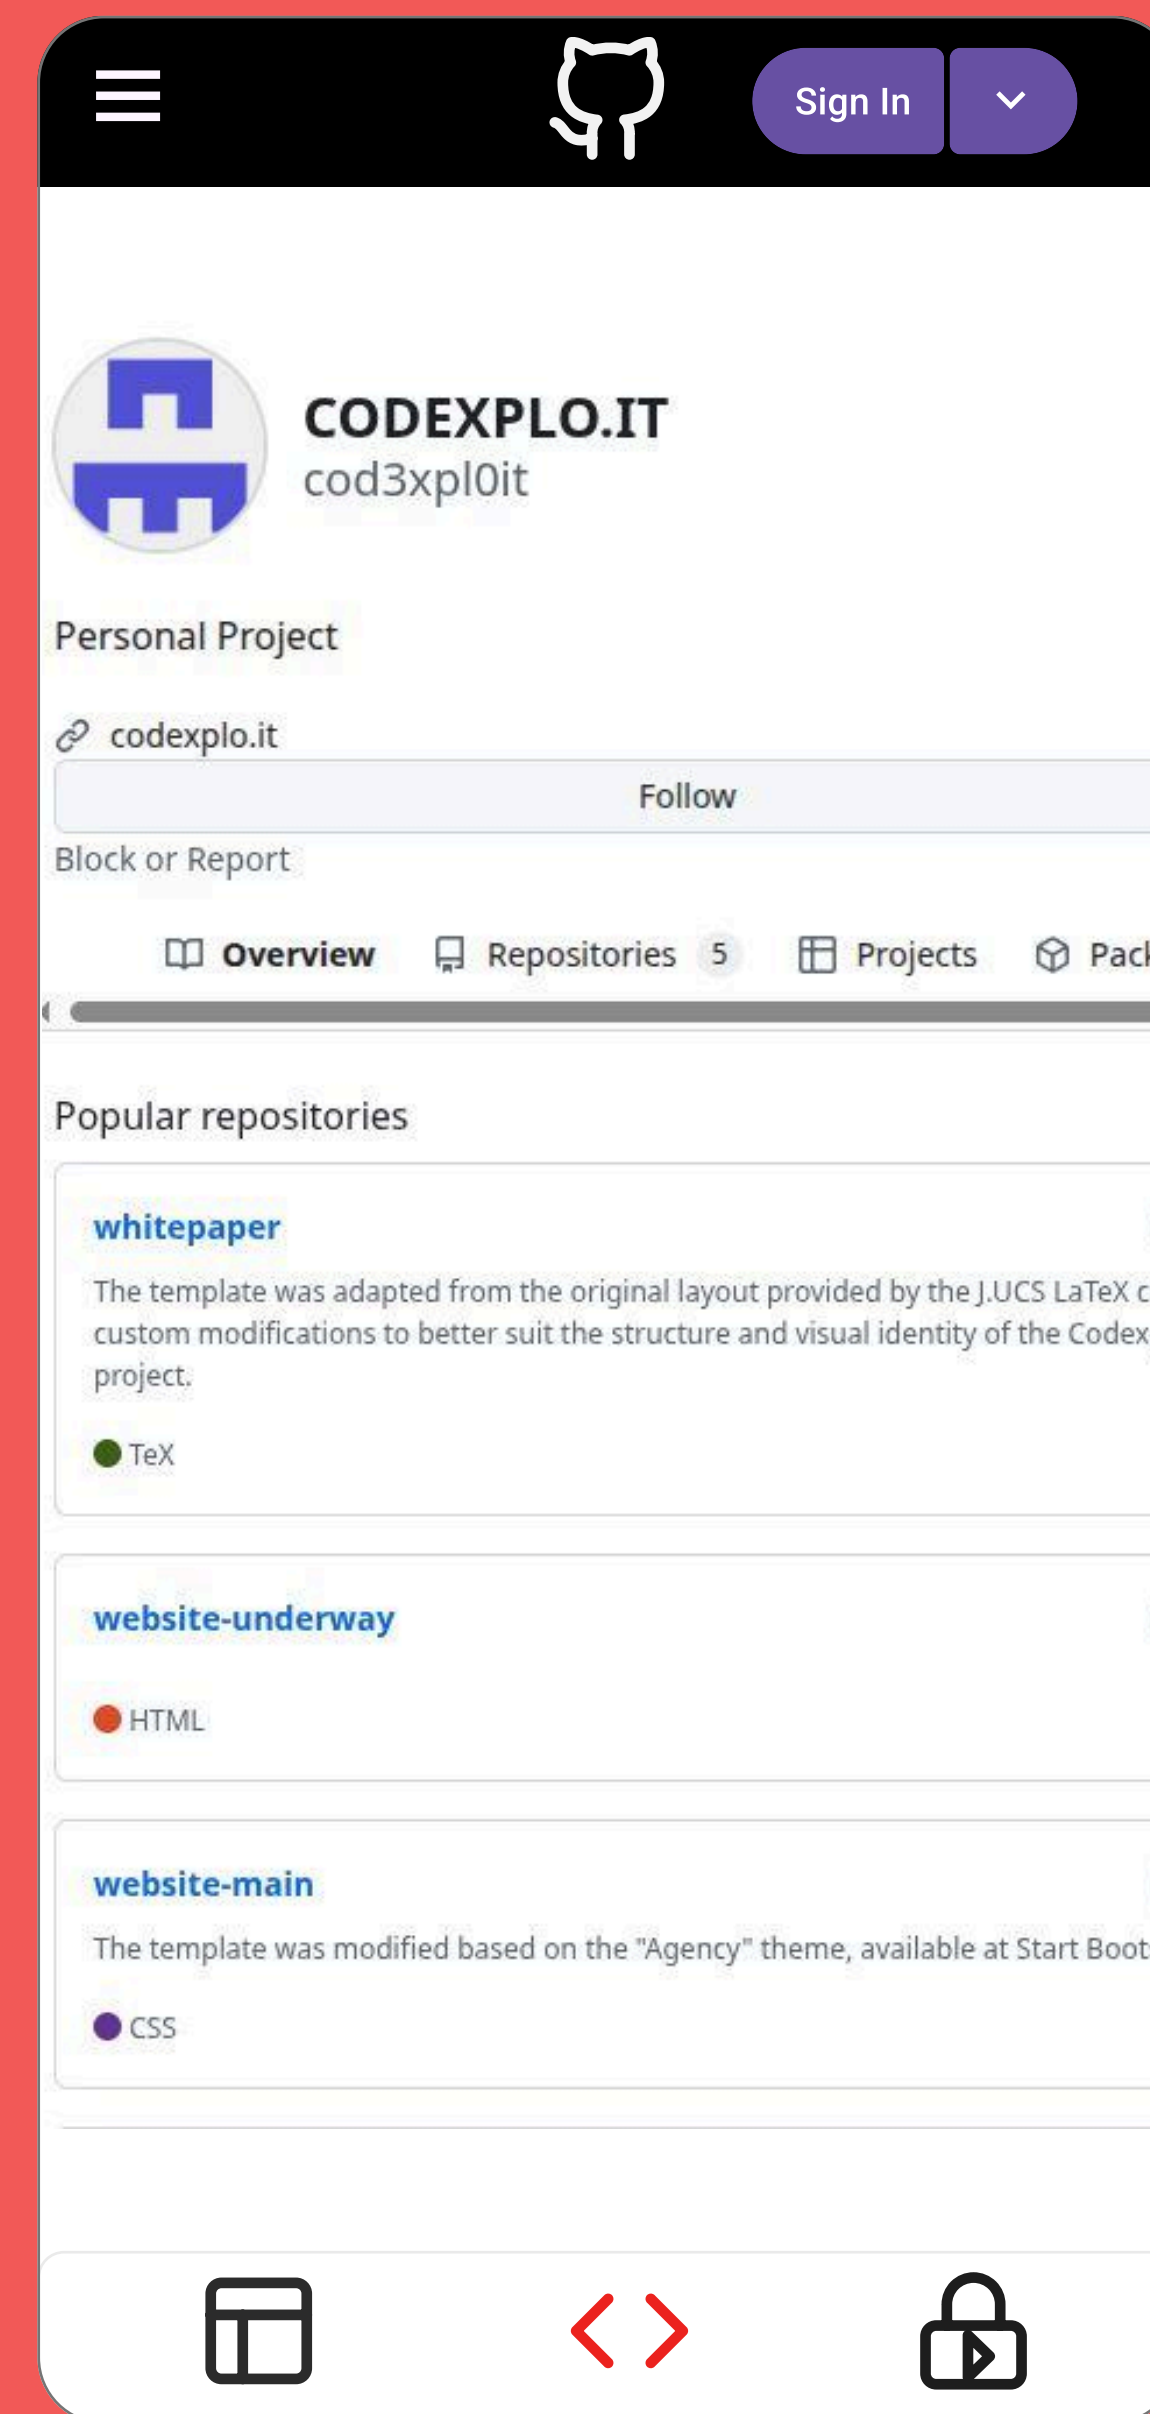 Sign In
CODEXPLO.IT
cod3xpl0it
Personal Project
codexplo.it
Follow
Block or Report
Overview Repositories 5 Projects
Popular repositories
whitepaper
The template was adapted from the original layout provided by the J.UCS LaTeX
custom modifications to better suit the structure and visual identity of the Codex
project.
TeX
website-underway
HTML
website-main
The template was modified based on the "Agency" theme, available at Start Boot
CSS